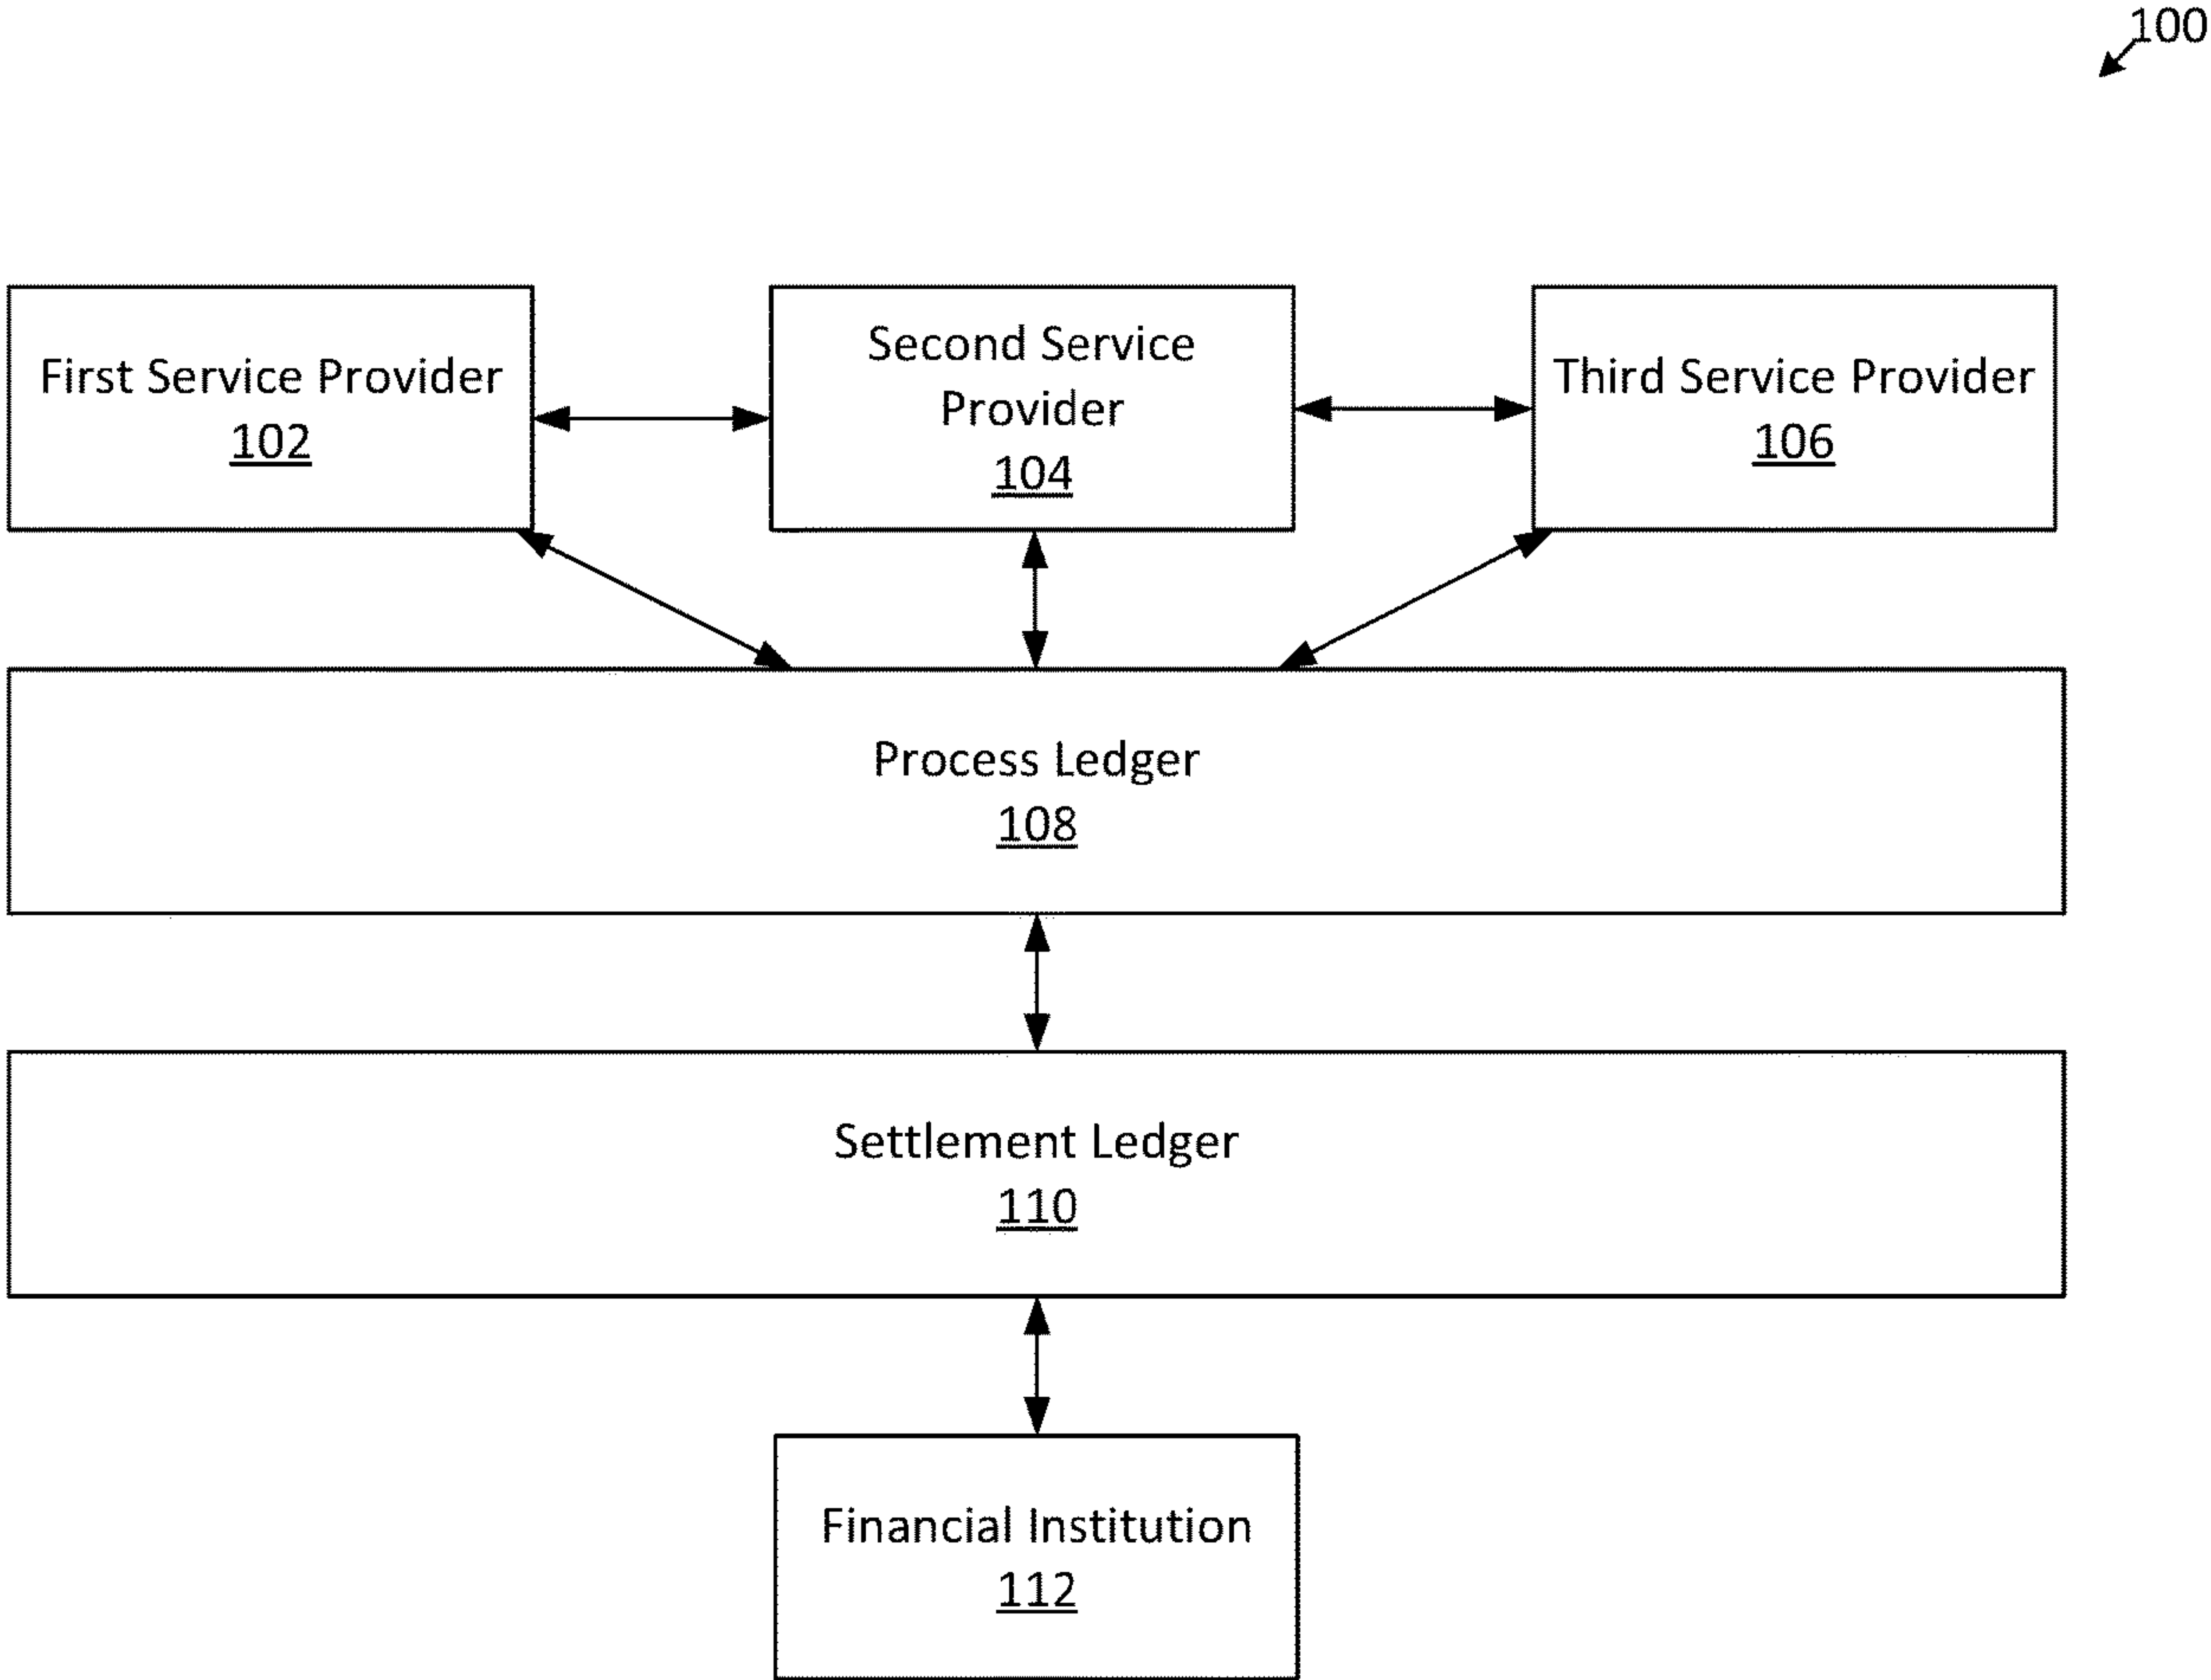 100
First Service Provider
102
Second Service
Provider
104
Third Service Provider
106
Process Ledger
108
Settlement Ledger
110
Financial Institution
112